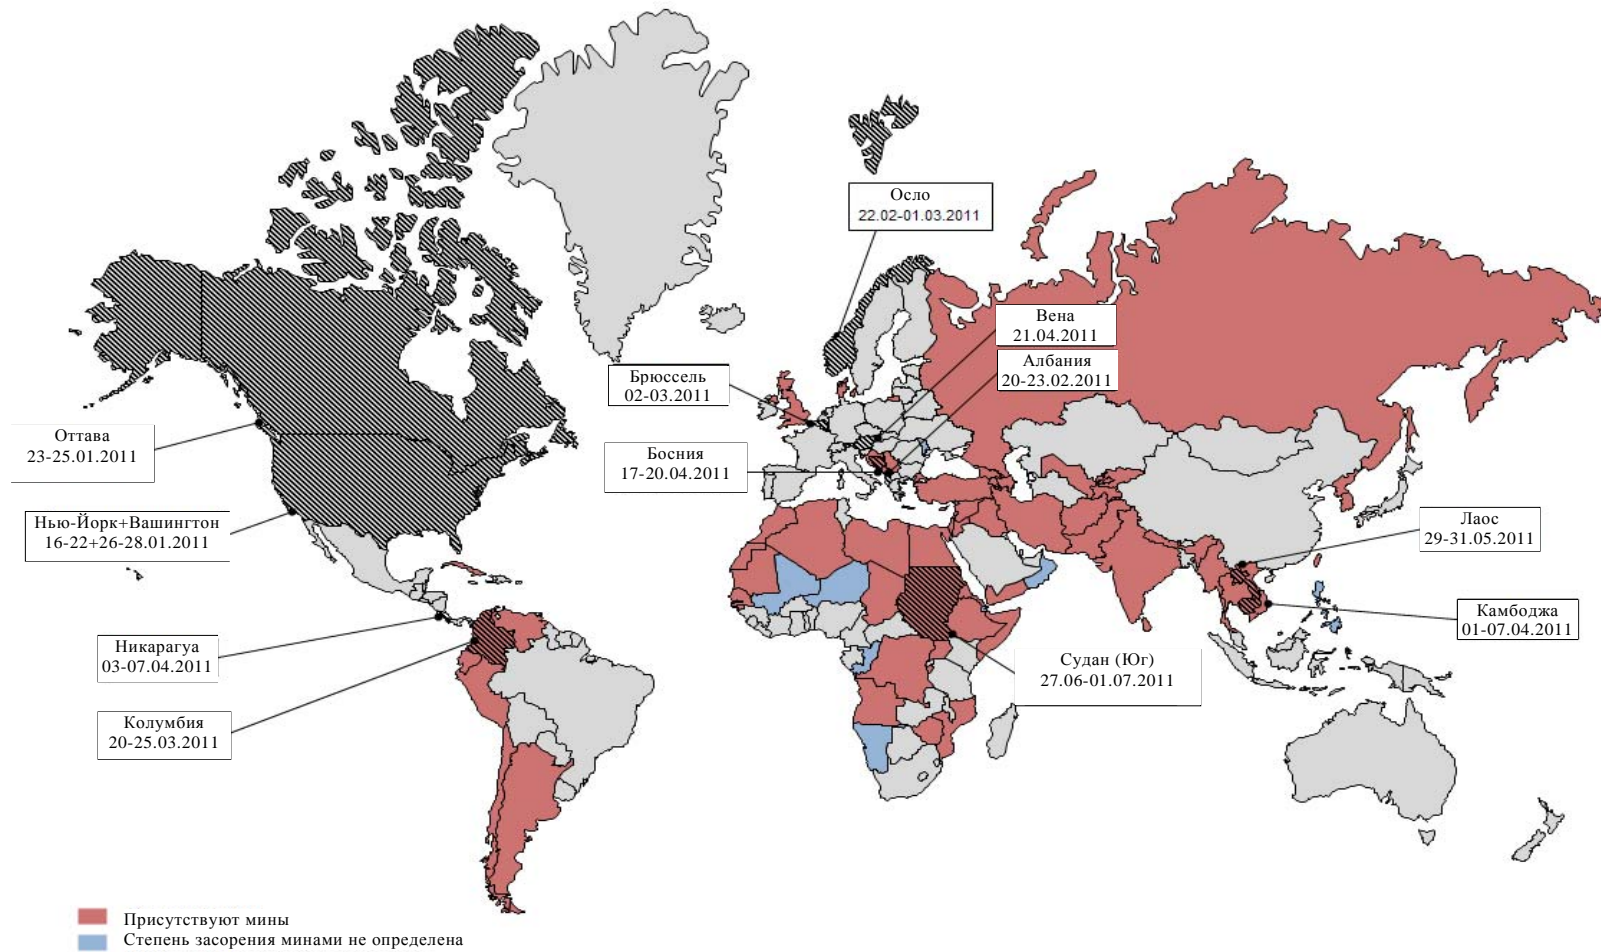 Осло
22.02-01.03.2011
Вена
21.04.2011
Албания
20-23.02.2011
Брюссель
02-03.2011
Оттава
23-25.01.2011
Босния
17-20.04.2011
Нью-Йорк+Вашингтон
16-22+26-28.01.2011
Лаос
29-31.05.2011
Камбоджа
01-07.04.2011
Никарагуа
03-07.04.2011
Судан (Юг)
27.06-01.07.2011
Колумбия
20-25.03.2011
Присутствуют мины
Степень засорения минами не определена